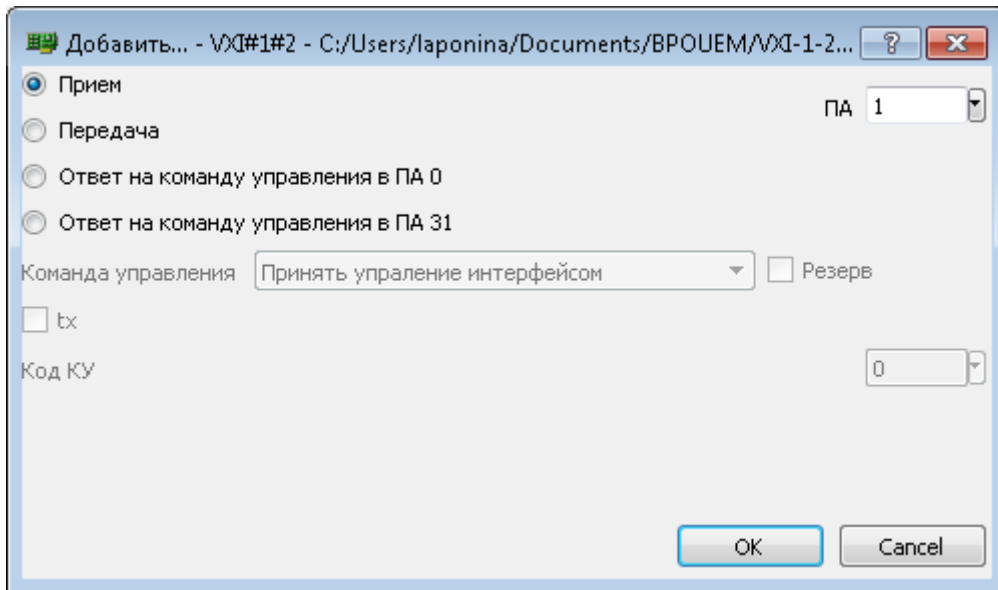 Добавить... - VXI#1#2 - C:/Users/laponina/Documents/BPOUEM/VXI-1-2...
Прием
ПА 1
Передача
Ответ на команду управления в ПА 0
Ответ на команду управления в ПА 31
Команда управления Принять упраление интерфейсом Резерв
tx
Код КУ 0
OK Cancel